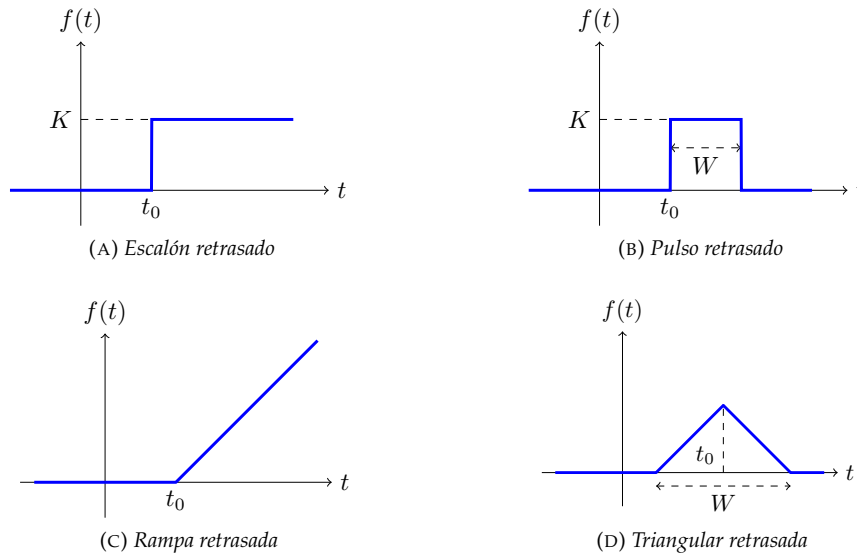 f(t)
K
t
t₀
(A) Escalón retrasado
f(t)
K
W
t₀
(B) Pulso retrasado
f(t)
t
t₀
(C) Rampa retrasada
f(t)
t₀
t
W
(D) Triangular retrasada